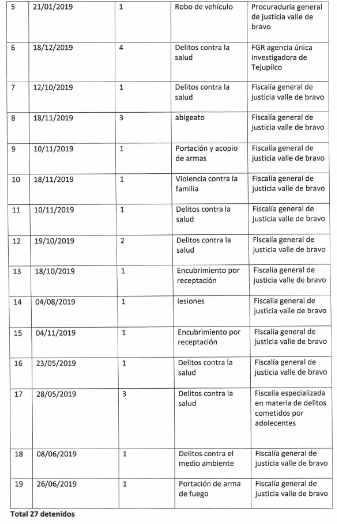 5 21/01/2019 1 Robo de vehículo Procuraduría general
de justicia valle de
bravo
6 18/12/2019 4 Delitos contra la FGR agencia única
salud investigadora de
Tejupilco
7 12/10/2019 1 Delitos contra la Fiscalía general de
salud justicia valle de bravo
8 18/11/2019 3 abigeato Fiscalía general de
justicia valle de bravo
9 10/11/2019 1 Portación y acopio Fiscalía general de
de armas justicia valle de bravo
10 18/11/2019 1 Violencia contra la Fiscalía general de
familia justicia valle de bravo
11 10/11/2019 1 Delitos contra la Fiscalía general de
salud justicia valle de bravo
12 19/10/2019 2 Delitos contra la Fiscalía general de
salud justicia valle de bravo
13 18/10/2019 1 Encubrimiento por Fiscalía general de
receptación justicia valle de bravo
14 04/08/2019 1 lesiones Fiscalía general de
justicia valle de bravo
15 04/11/2019 1 Encubrimiento por Fiscalía general de
receptación justicia valle de bravo
16 23/05/2019 1 Delitos contra la Fiscalía general de
salud justicia valle de bravo
17 28/05/2019 3 Delitos contra la Fiscalía especializada
salud en materia de delitos
cometidos por
adolecentes
18 08/06/2019 1 Delitos contra el Fiscalía general de
medio ambiente justicia valle de bravo
19 26/06/2019 1 Portación de arma Fiscalía general de
de fuego justicia valle de bravo
Total 27 detenidos